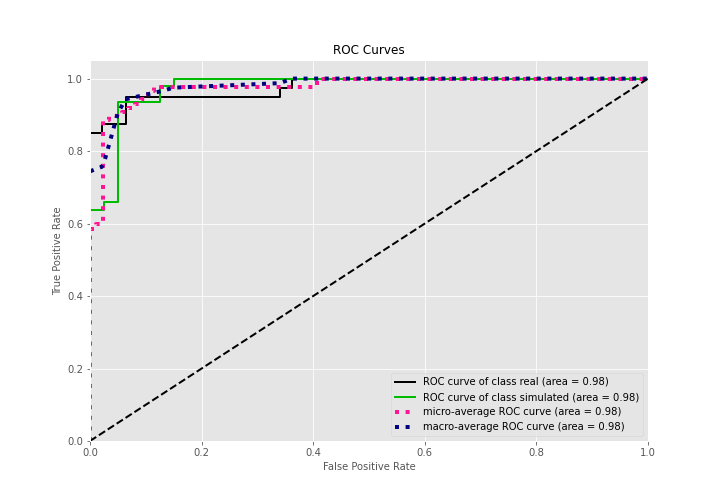 ROC Curves
1.0
0.8
0.6
0.4
0.2
0.0
True Positive Rate
0.0 0.2 0.4 0.6 0.8 1.0
False Positive Rate
ROC curve of class real (area = 0.98)
ROC curve of class simulated (area = 0.98)
micro-average ROC curve (area = 0.98)
macro-average ROC curve (area = 0.98)